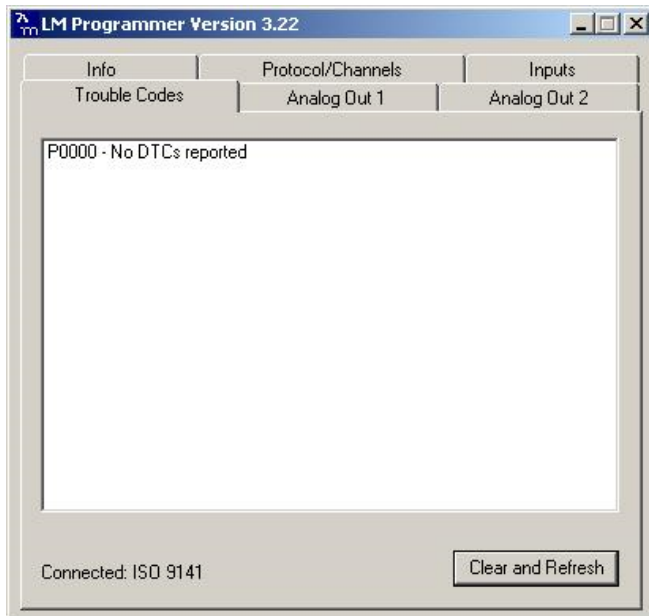 LM Programmer Version 3.22
Info
Protocol/Channels
Inputs
Trouble Codes
Analog Out 1
Analog Out 2
P0000 - No DTCs reported
Connected: ISO 9141
Clear and Refresh